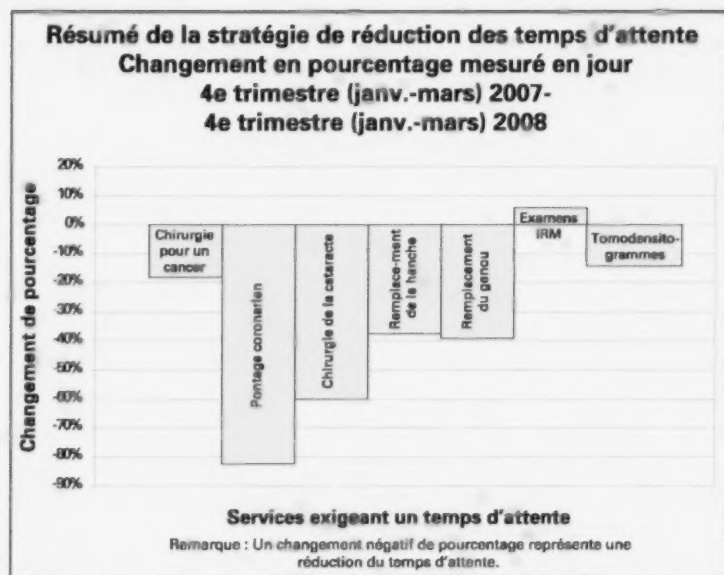 Résumé de la stratégie de réduction des temps d'attente
Changement en pourcentage mesuré en jour
4e trimestre (janv.-mars) 2007-
4e trimestre (janv.-mars) 2008
Changement de pourcentage
20%
10%
0%
-10%
-20%
-30%
-40%
-50%
-60%
-70%
-80%
-90%
Chirurgie
pour un
cancer
Pontage coronarien
Chirurgie de la cataracte
Remplace-ment
de la hanche
Remplacement
du genou
Examens
IRM
Tomodensito-
grammes
Services exigeant un temps d'attente
Remarque : Un changement négatif de pourcentage représente une
réduction du temps d'attente.